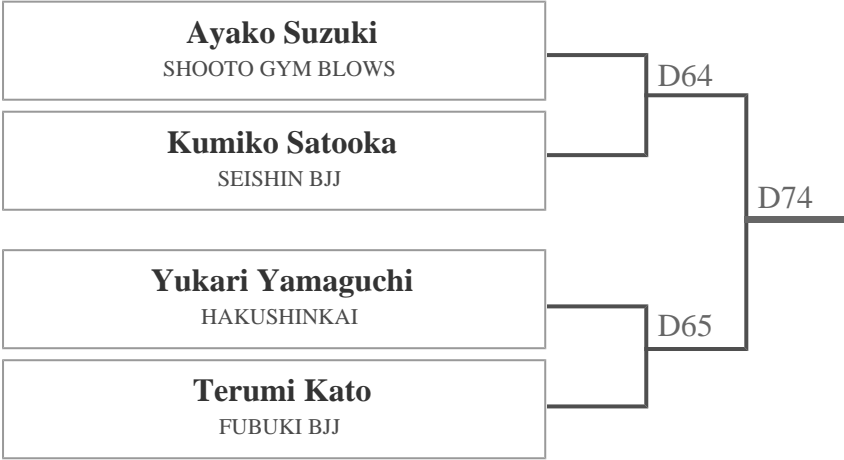 Ayako Suzuki
SHOOTO GYM BLOWS
D64
Kumiko Satooka
SEISHIN BJJ
D74
Yukari Yamaguchi
HAKUSHINKAI
D65
Terumi Kato
FUBUKI BJJ